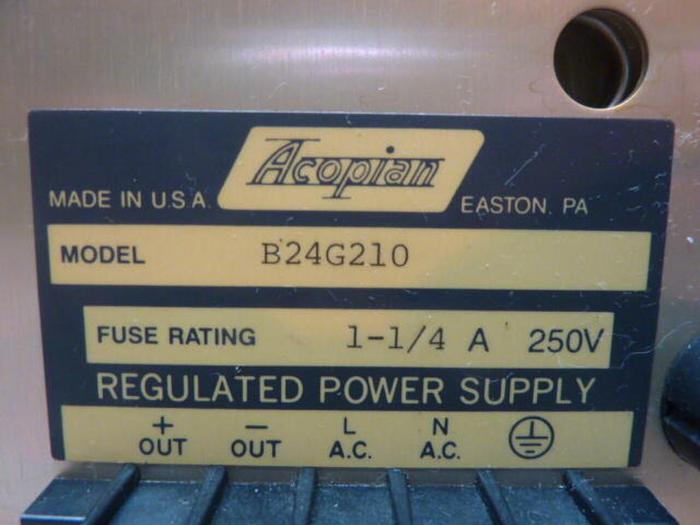 Acopian
MADE IN U.S.A. EASTON, PA
MODEL B24G210
FUSE RATING 1-1/4 A 250V
REGULATED POWER SUPPLY
+ − L N
OUT OUT A.C. A.C.